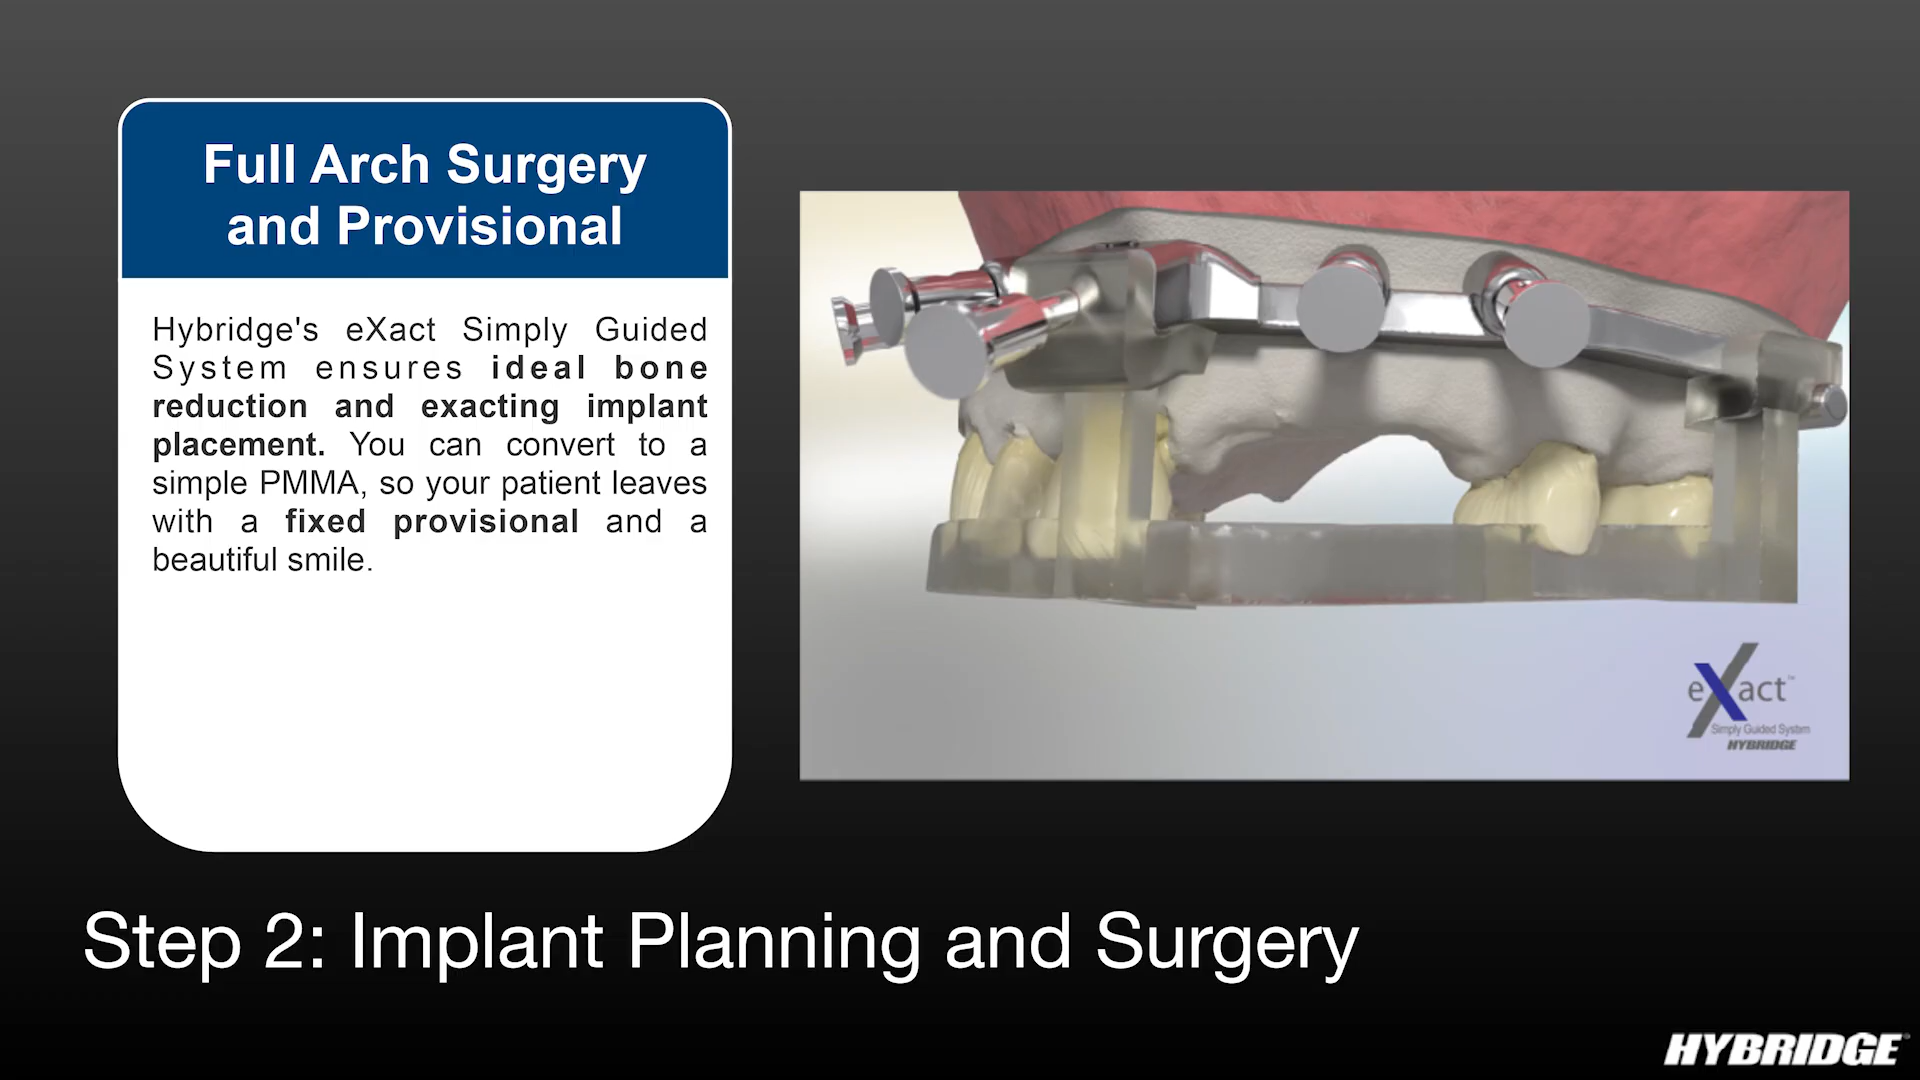 Full Arch Surgery
and Provisional
Hybridge's eXact Simply Guided
System ensures ideal bone
reduction and exacting implant
placement. You can convert to a
simple PMMA, so your patient leaves
with a fixed provisional and a
beautiful smile.
eXact™
Simply Guided System
HYBRIDGE
Step 2: Implant Planning and Surgery
HYBRIDGE®